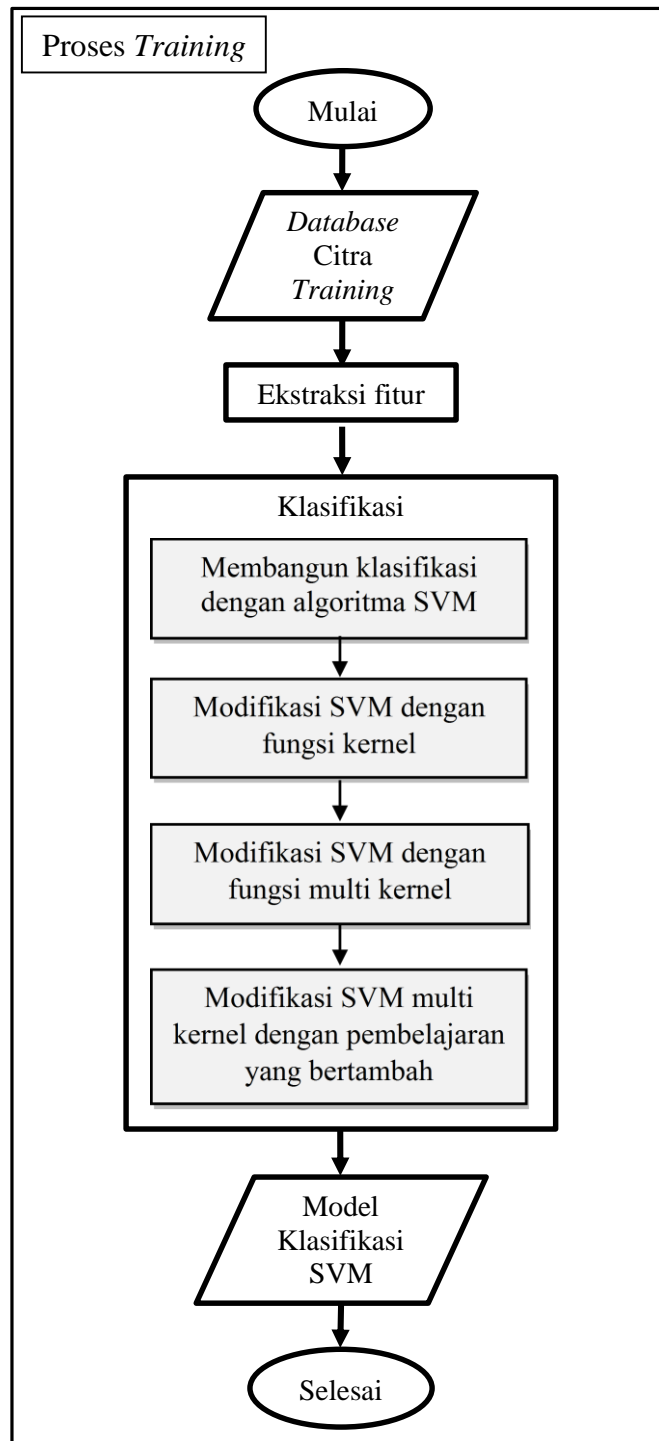 Proses Training
Mulai
Database
Citra
Training
Ekstraksi fitur
Klasifikasi
Membangun klasifikasi
dengan algoritma SVM
Modifikasi SVM dengan
fungsi kernel
Modifikasi SVM dengan
fungsi multi kernel
Modifikasi SVM multi
kernel dengan pembelajaran
yang bertambah
Model
Klasifikasi
SVM
Selesai